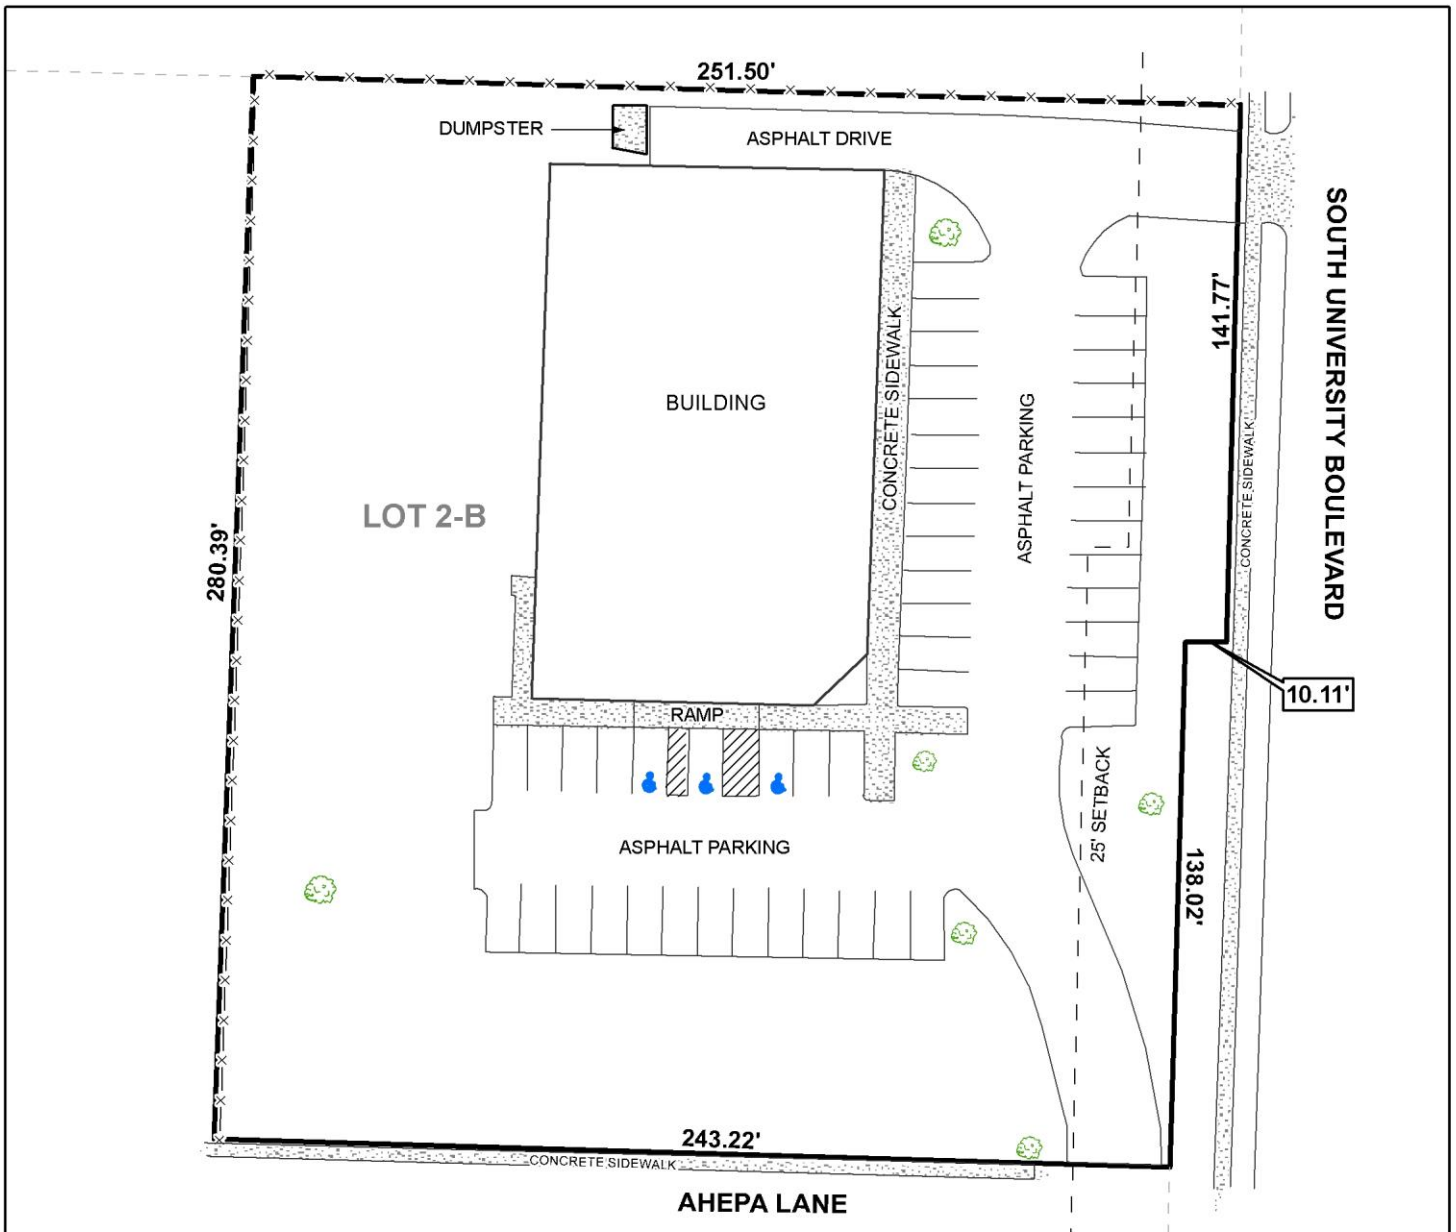 251.50'
DUMPSTER
ASPHALT DRIVE
SOUTH UNIVERSITY BOULEVARD
141.77'
CONCRETE SIDEWALK
BUILDING
ASPHALT PARKING
CONCRETE SIDEWALK
LOT 2-B
280.39'
10.11'
RAMP
25' SETBACK
ASPHALT PARKING
138.02'
243.22'
CONCRETE SIDEWALK
AHEPA LANE